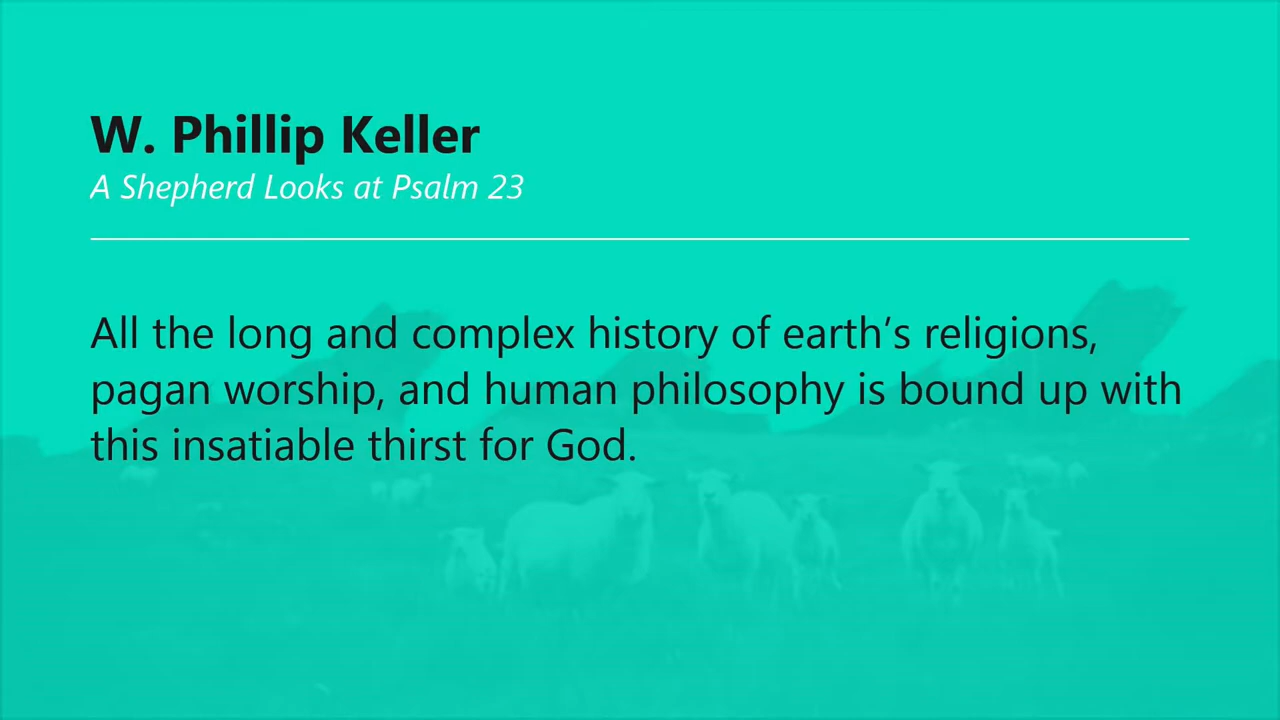 W. Phillip Keller
A Shepherd Looks at Psalm 23
All the long and complex history of earth’s religions,
pagan worship, and human philosophy is bound up with
this insatiable thirst for God.